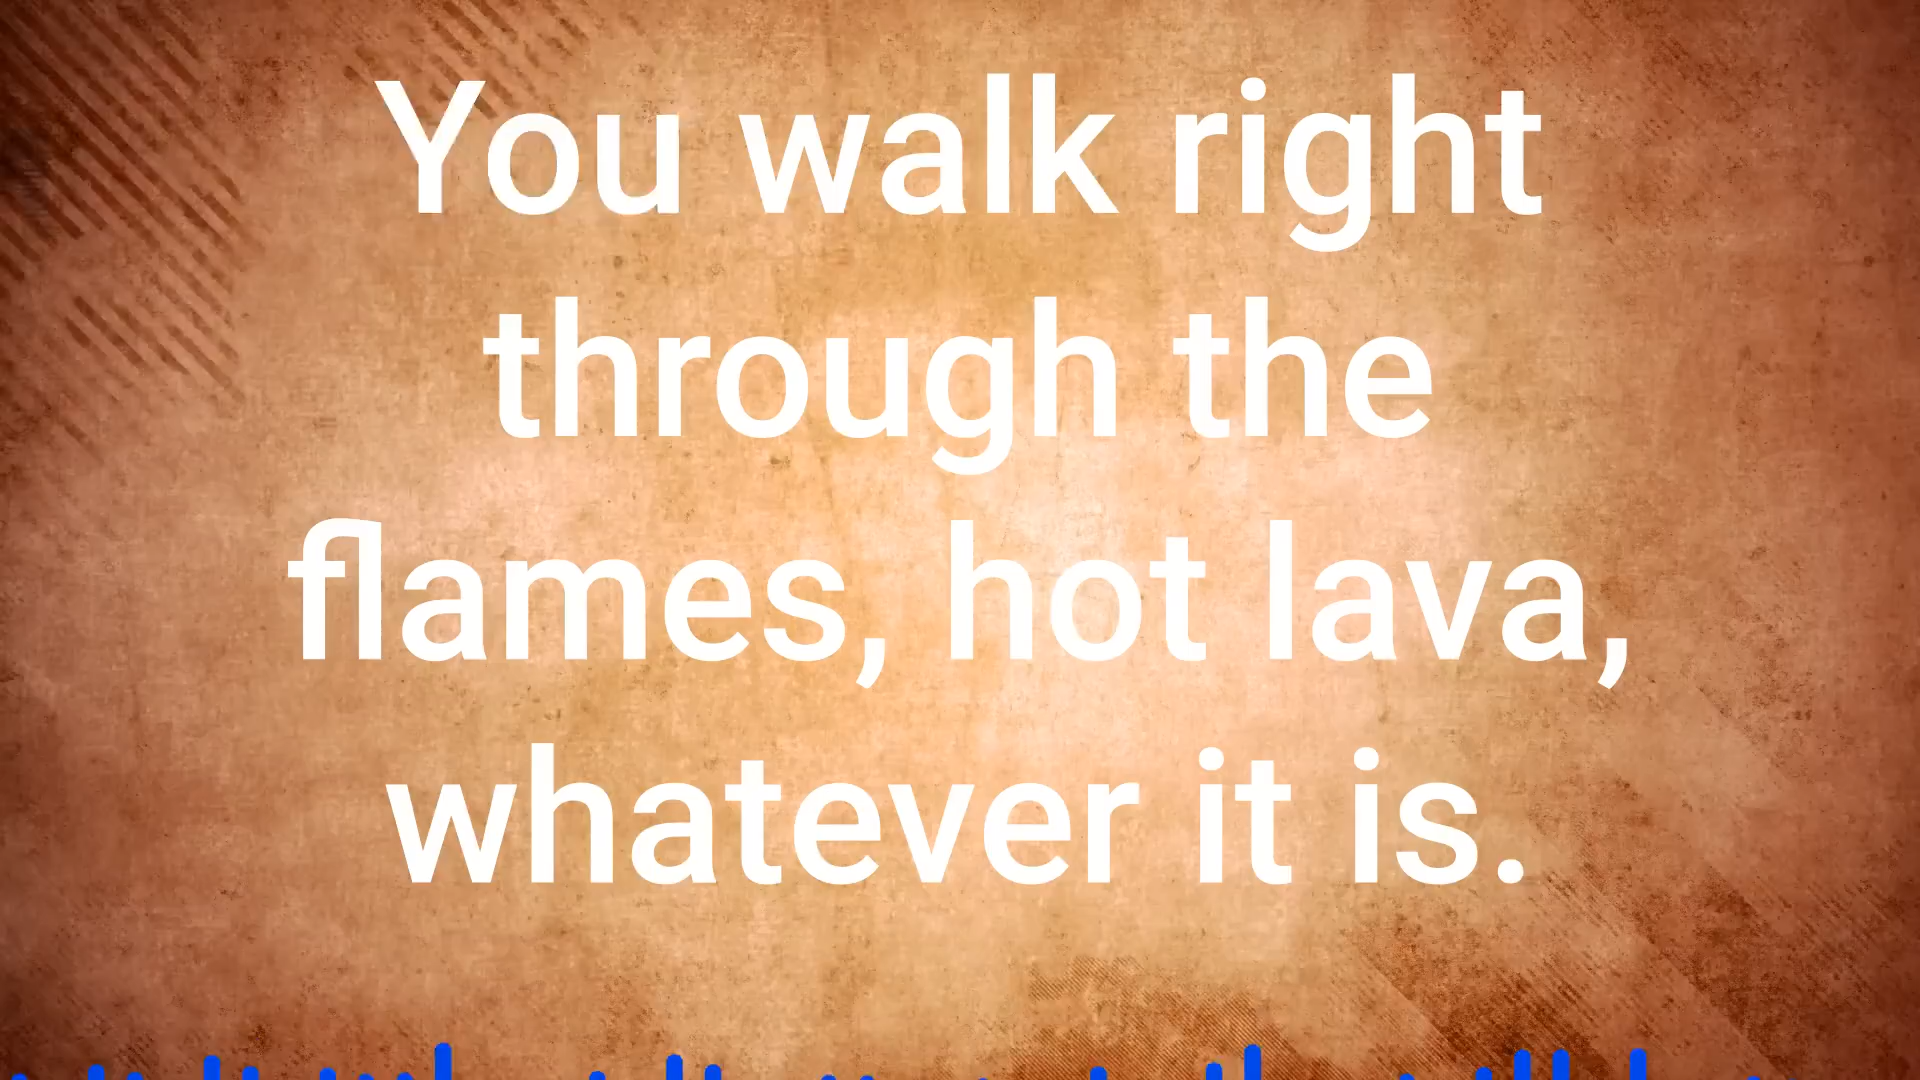 You walk right
through the
flames, hot lava,
whatever it is.